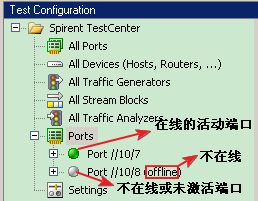 Test Configuration
Spirent TestCenter
All Ports
All Devices (Hosts, Routers, ...)
All Traffic Generators
All Stream Blocks
All Traffic Analyzers
在线的活动端口
Ports
Port //10/7
不在线
Port //10/8 (offline)
Settings
不在线或未激活端口